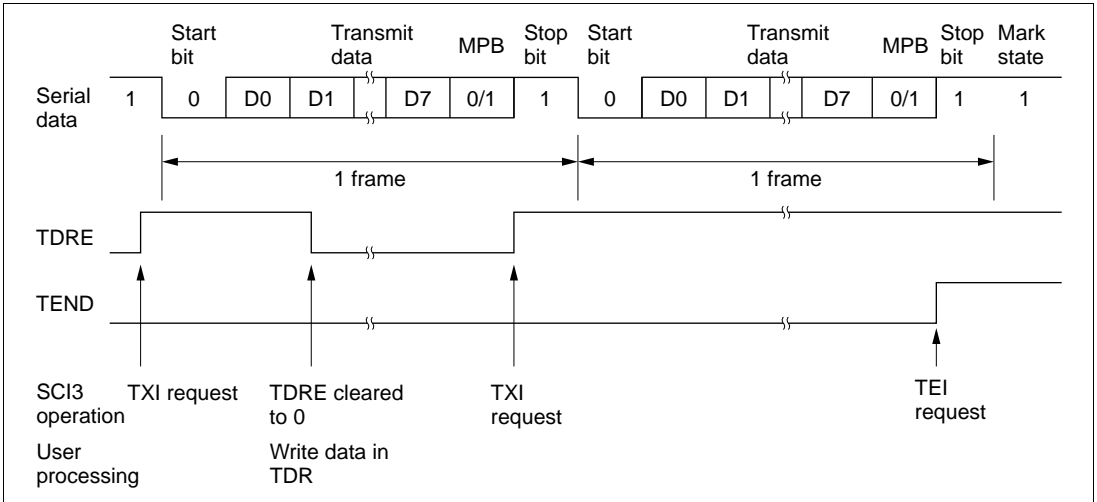 Start bit
Transmit data
MPB
Stop bit
Start bit
Transmit data
MPB
Stop bit
Mark state
Serial data
1 0 D0 D1 D7 0/1 1 0 D0 D1 D7 0/1 1 1
1 frame 1 frame
TDRE
TEND
SCI3 operation
TXI request
TDRE cleared to 0
TXI request
TEI request
User processing
Write data in TDR